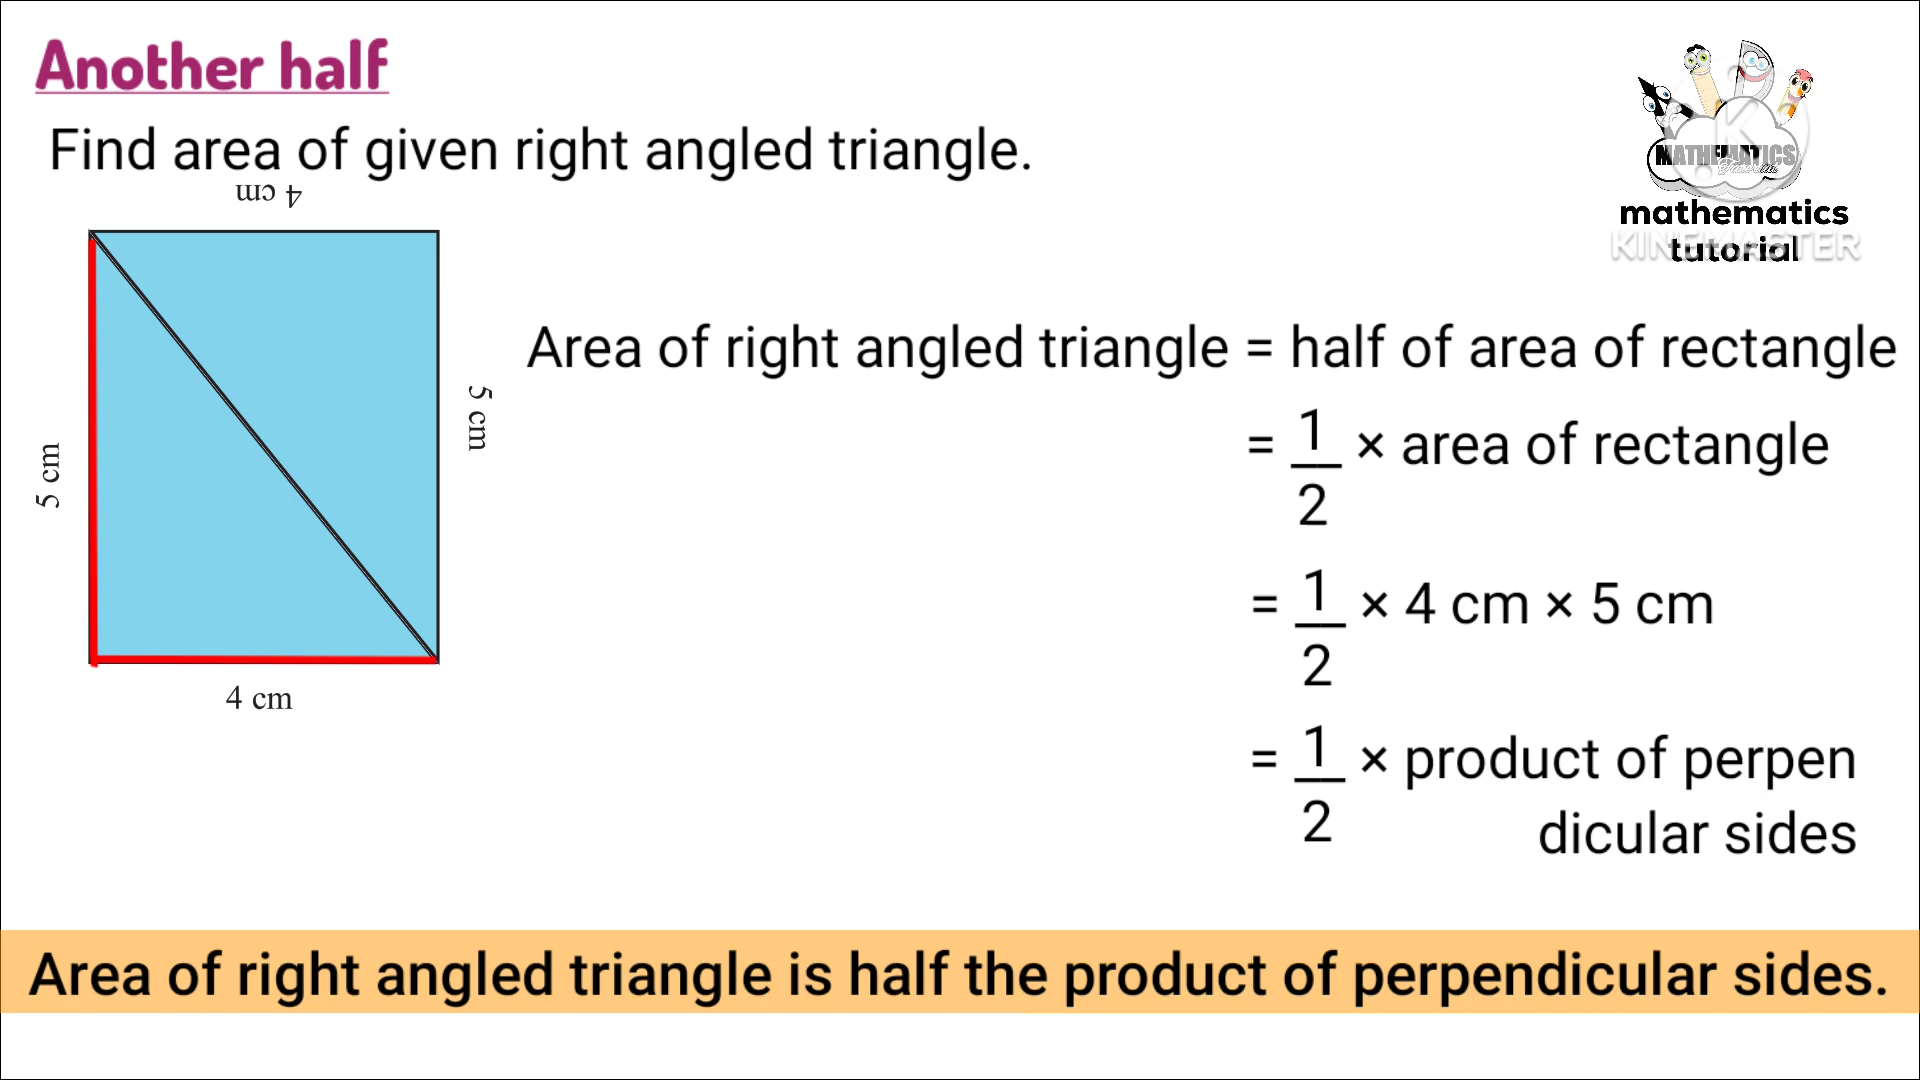 Another half
Find area of given right angled triangle.
4 cm
5 cm
5 cm
4 cm
Area of right angled triangle = half of area of rectangle
= 1/2 × area of rectangle
= 1/2 × 4 cm × 5 cm
= 1/2 × product of perpen
dicular sides
Area of right angled triangle is half the product of perpendicular sides.
MATHEMATICS
Tutorial
mathematics
tutorial
KINEMASTER